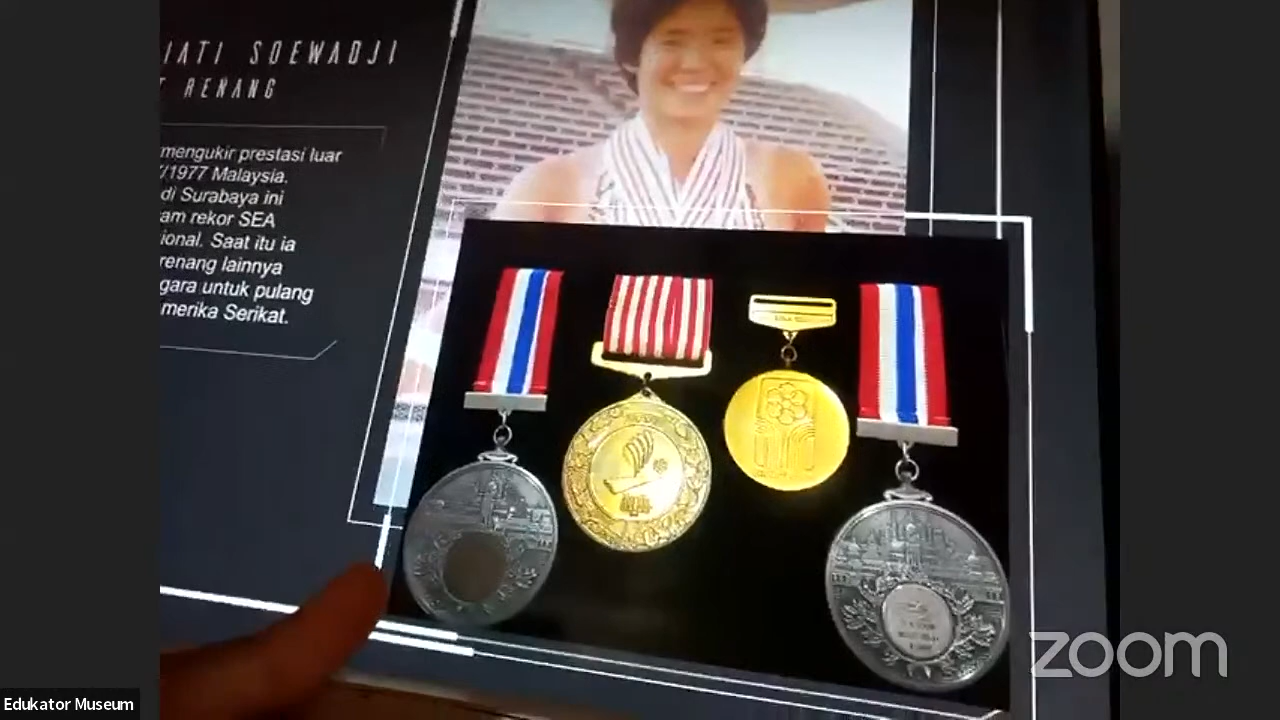 IATI SOEWADJI
T RENANG
mengukir prestasi luar
/1977 Malaysia.
di Surabaya ini
am rekor SEA
ional. Saat itu ia
renang lainnya
gara untuk pulang
merika Serikat.
zoom
Edukator Museum